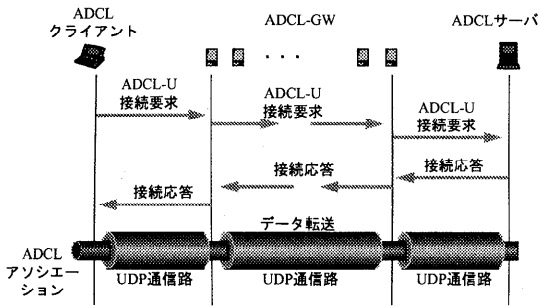 ADCL
クライアント
ADCL-GW
ADCLサーバ
・・・
ADCL-U
接続要求
ADCL-U
接続要求
ADCL-U
接続要求
接続応答
接続応答
接続応答
データ転送
ADCL
アソシエー
ション
UDP通信路
UDP通信路
UDP通信路